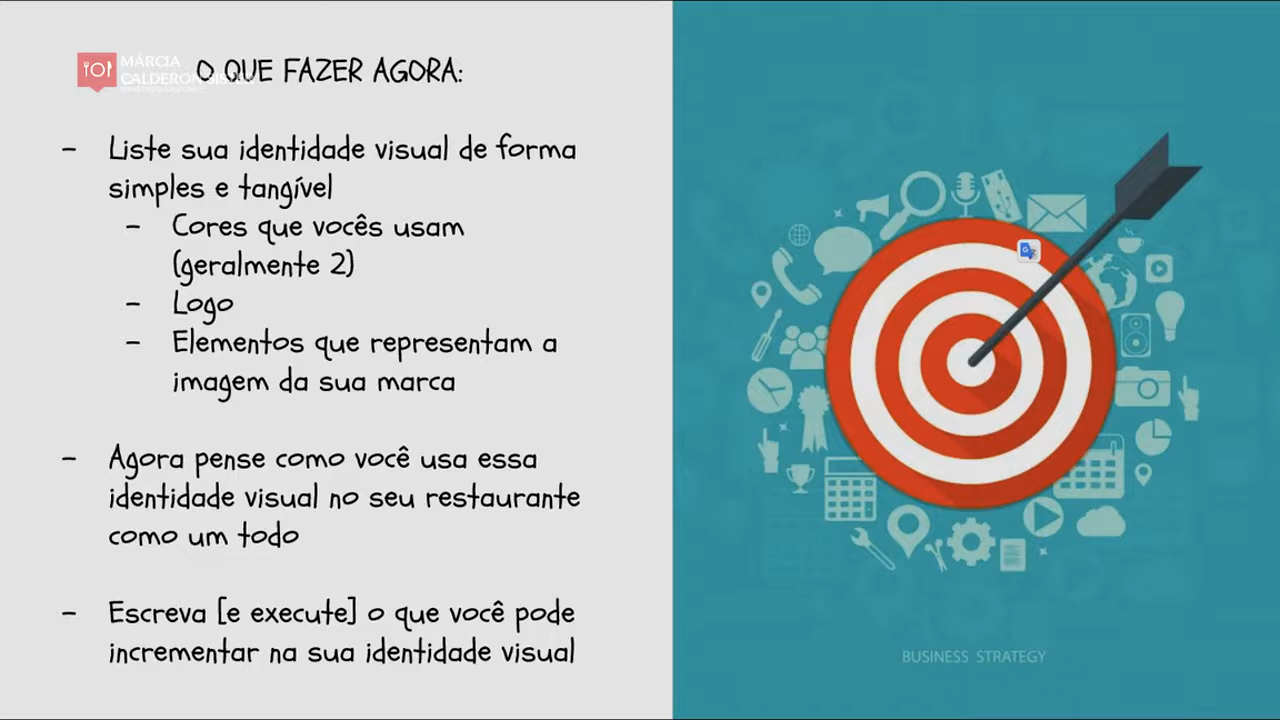 MÁRCIA
CALDERON
O QUE FAZER AGORA:
- Liste sua identidade visual de forma
simples e tangível
- Cores que vocês usam
(geralmente 2)
- Logo
- Elementos que representam a
imagem da sua marca
- Agora pense como você usa essa
identidade visual no seu restaurante
como um todo
- Escreva [e execute] o que você pode
incrementar na sua identidade visual
BUSINESS STRATEGY